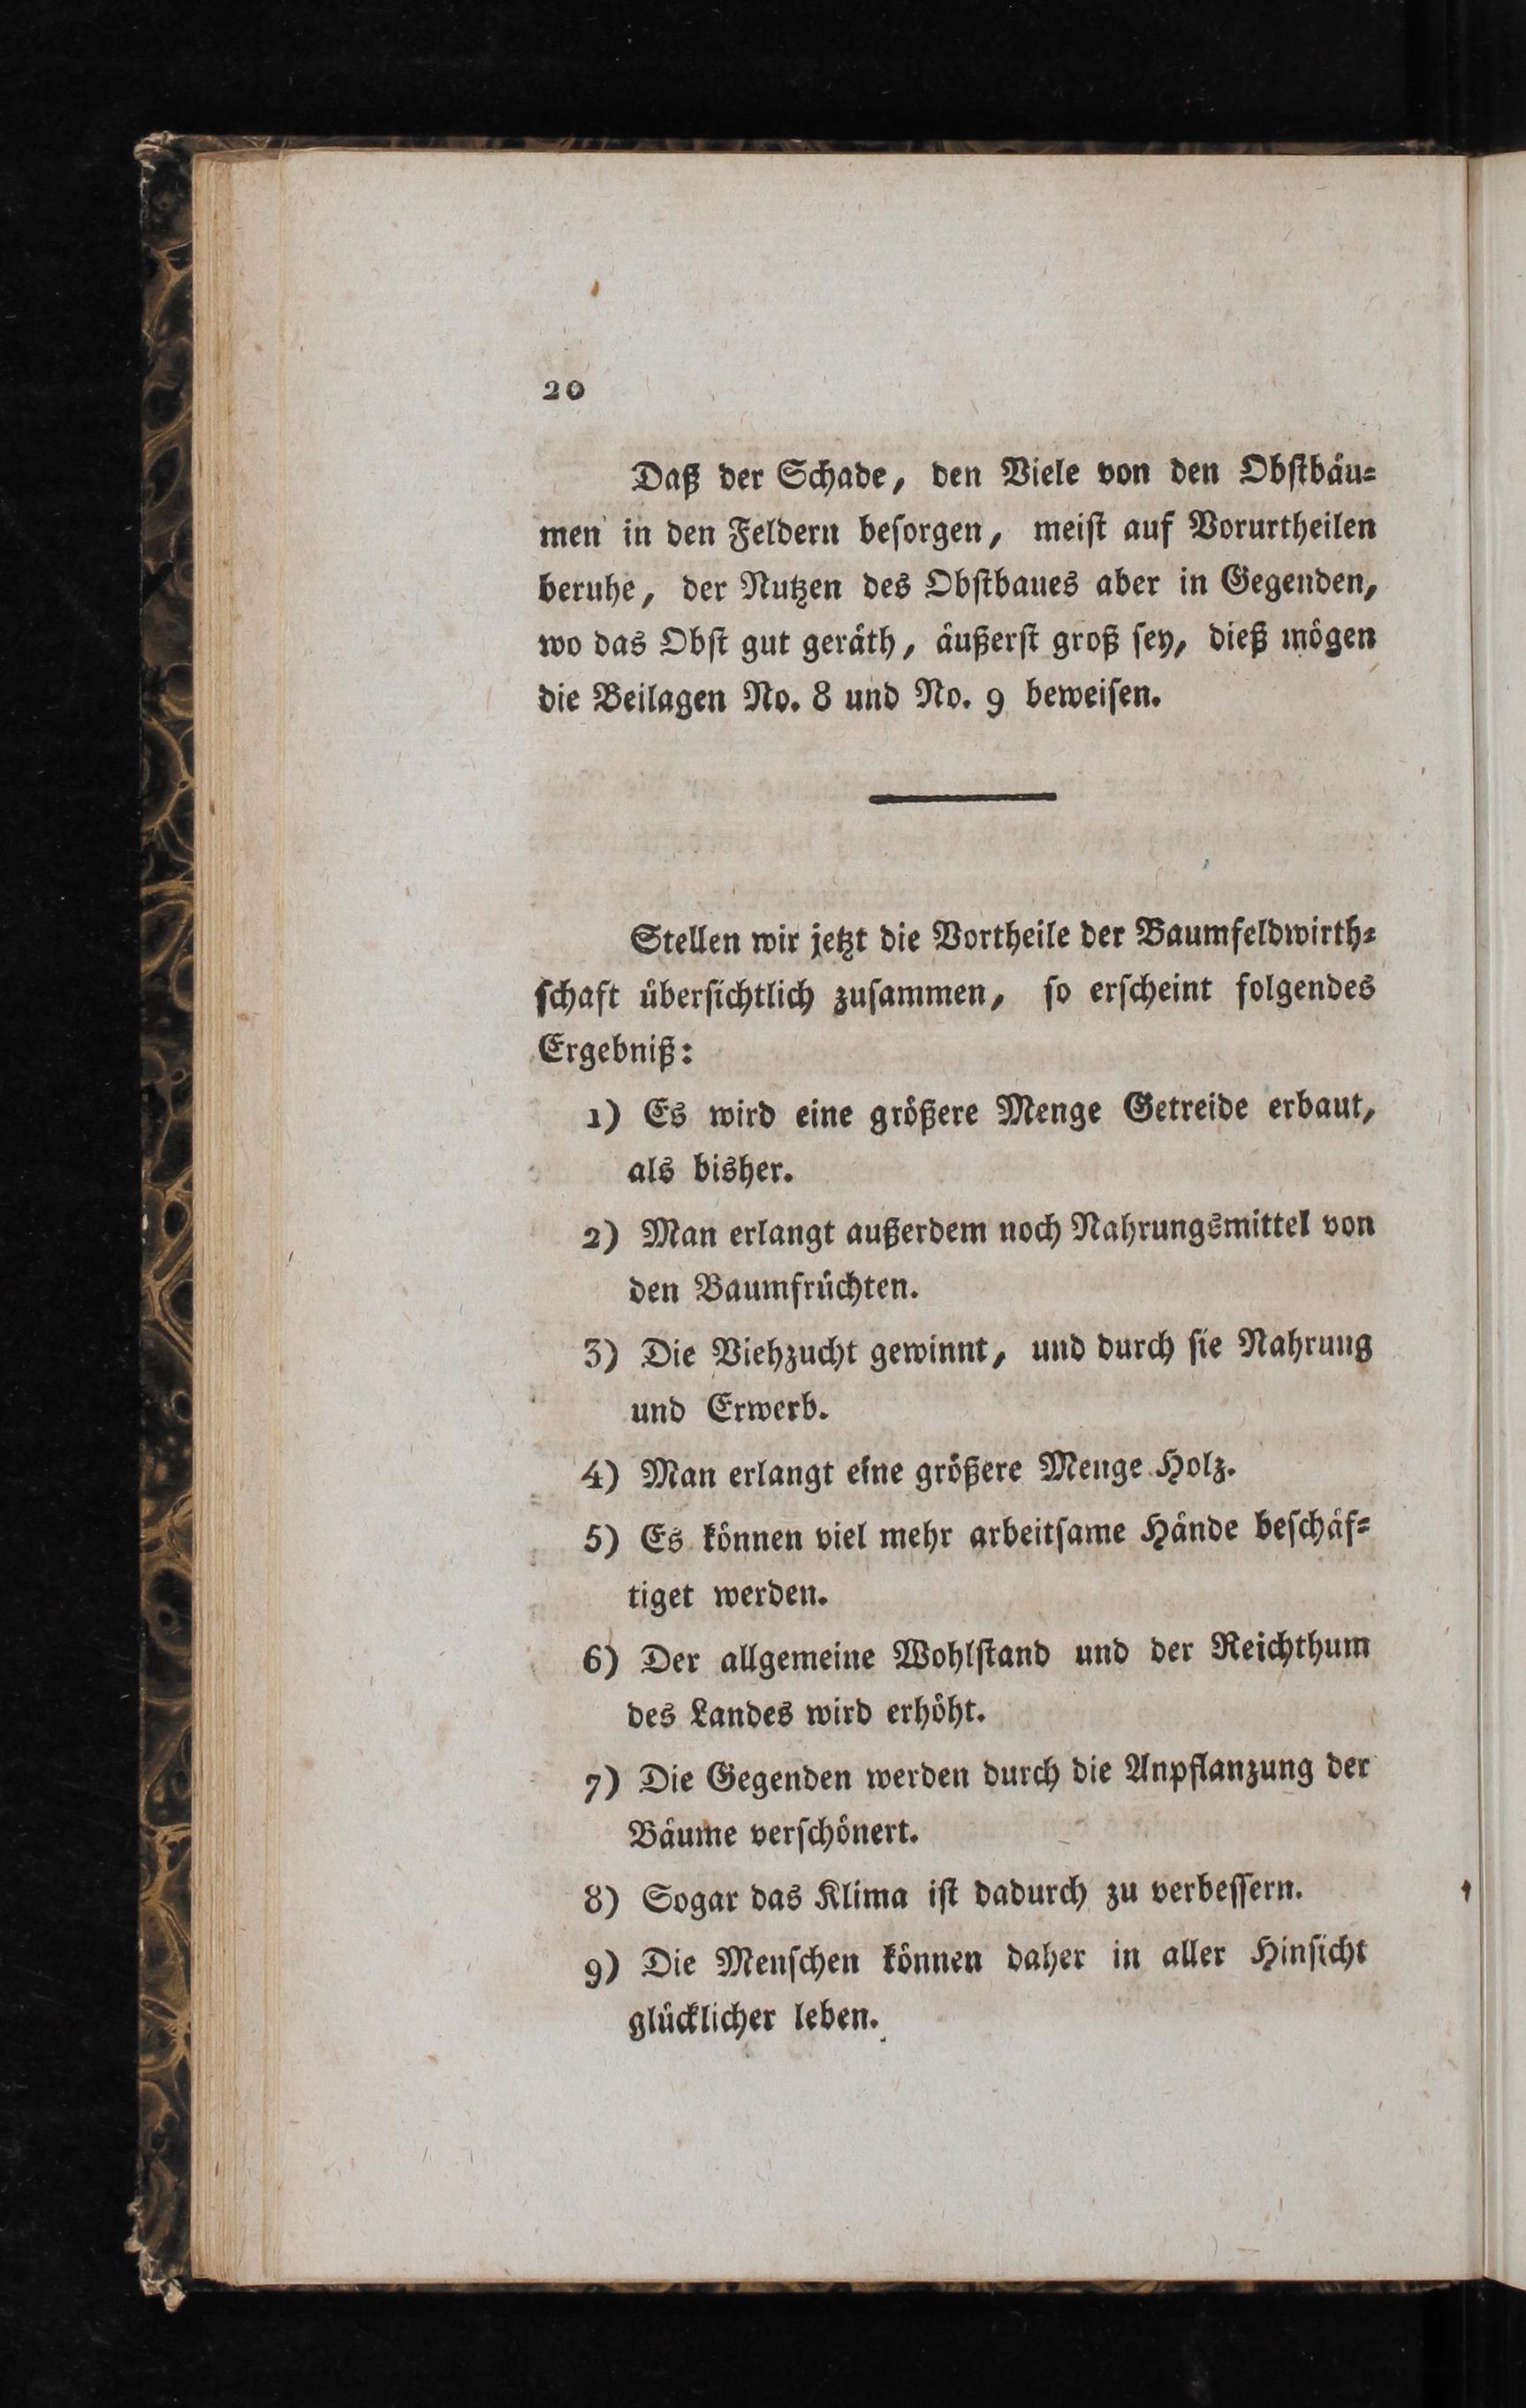 20
Daß der Schade, den Viele von den Obstbäu⸗
men in den Feldern beſorgen, meiſt auf Vorurtheilen
beruhe, der Nutzen des Obſtbaues aber in Gegenden,
wo das Obſt gut geräth, äußerſt groß ſey, dieß mögen
die Beilagen No. 8 und No. 9 beweiſen.
Stellen wir jetzt die Vortheile der Baumfeldwirth⸗
ſchaft überſichtlich zuſammen, ſo erſcheint folgendes
Ergebniß:
1) Es wird eine größere Menge Getreide erbaut,
als bisher.
2) Man erlangt außerdem noch Nahrungsmittel von
den Baumfrüchten.
3) Die Viehzucht gewinnt, und durch ſie Nahrung
und Erwerb.
4) Man erlangt eine größere Menge Holz.
5) Es können viel mehr arbeitſame Hände beſchäf⸗
tiget werden.
6) Der allgemeine Wohlſtand und der Reichthum
des Landes wird erhöht.
7) Die Gegenden werden durch die Anpflanzung der
Bäume verſchönert.
8) Sogar das Klima iſt dadurch zu verbeſſern.
9) Die Menſchen können daher in aller Hinſicht
glücklicher leben.